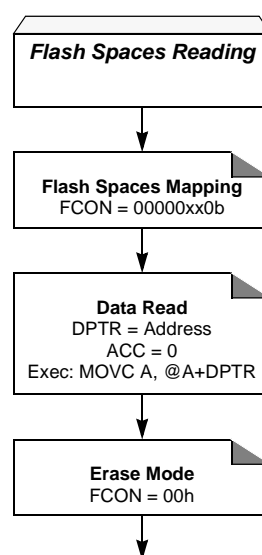 Flash Spaces Reading
Flash Spaces Mapping
FCON = 00000xx0b
Data Read
DPTR = Address
ACC = 0
Exec: MOVC A, @A+DPTR
Erase Mode
FCON = 00h